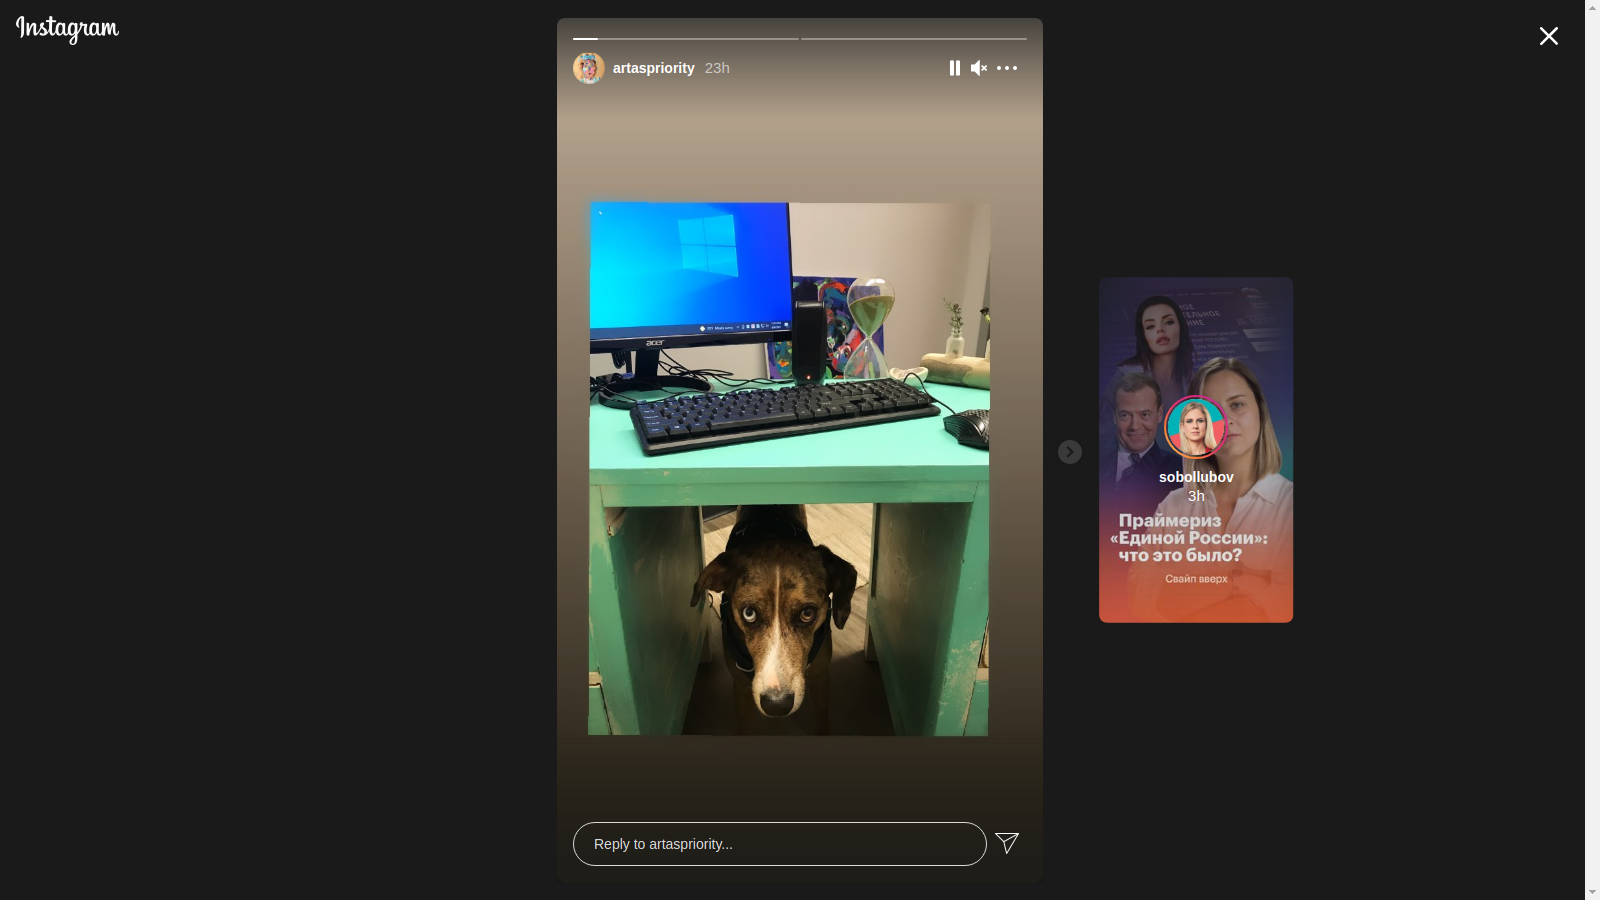 Instagram
artaspriority 23h
acer
sobollubov
3h
Праймериз
«Единой России»:
что это было?
Свайп вверх
Reply to artaspriority...